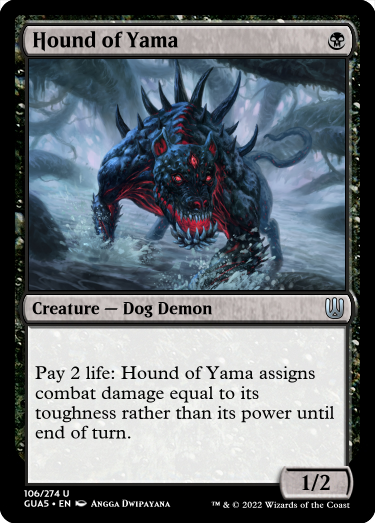 Hound of Yama
Creature — Dog Demon
Pay 2 life: Hound of Yama assigns
combat damage equal to its
toughness rather than its power until
end of turn.
1/2
106/274 U
GUA5 • EN Angga Dwipayana
™ & © 2022 Wizards of the Coast